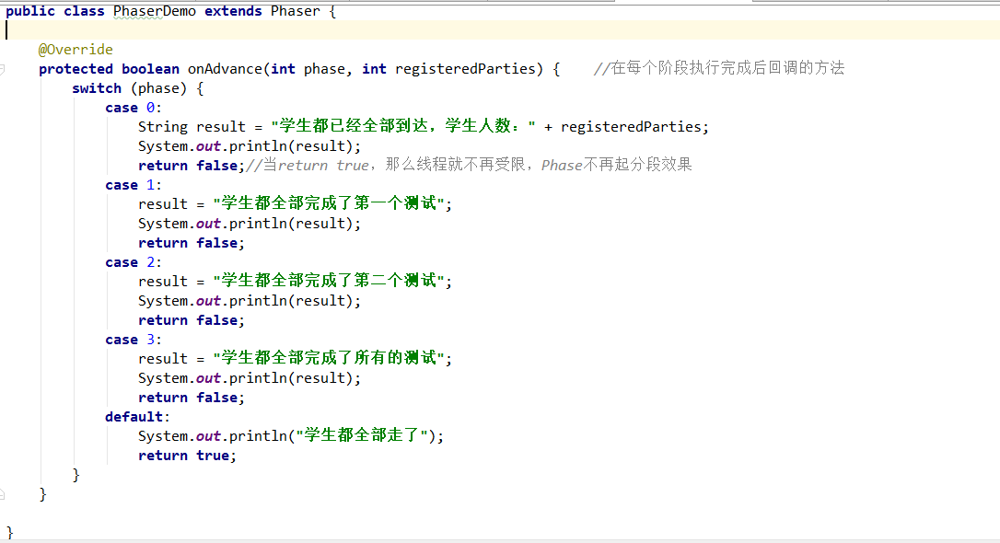 public class PhaserDemo extends Phaser {
@Override
protected boolean onAdvance(int phase, int registeredParties) {    //在每个阶段执行完成后回调的方法
switch (phase) {
case 0:
String result = "学生都已经全部到达，学生人数：" + registeredParties;
System.out.println(result);
return false;//当return true，那么线程就不再受限，Phase不再起分段效果
case 1:
result = "学生都全部完成了第一个测试";
System.out.println(result);
return false;
case 2:
result = "学生都全部完成了第二个测试";
System.out.println(result);
return false;
case 3:
result = "学生都全部完成了所有的测试";
System.out.println(result);
return false;
default:
System.out.println("学生都全部走了");
return true;
}
}
}